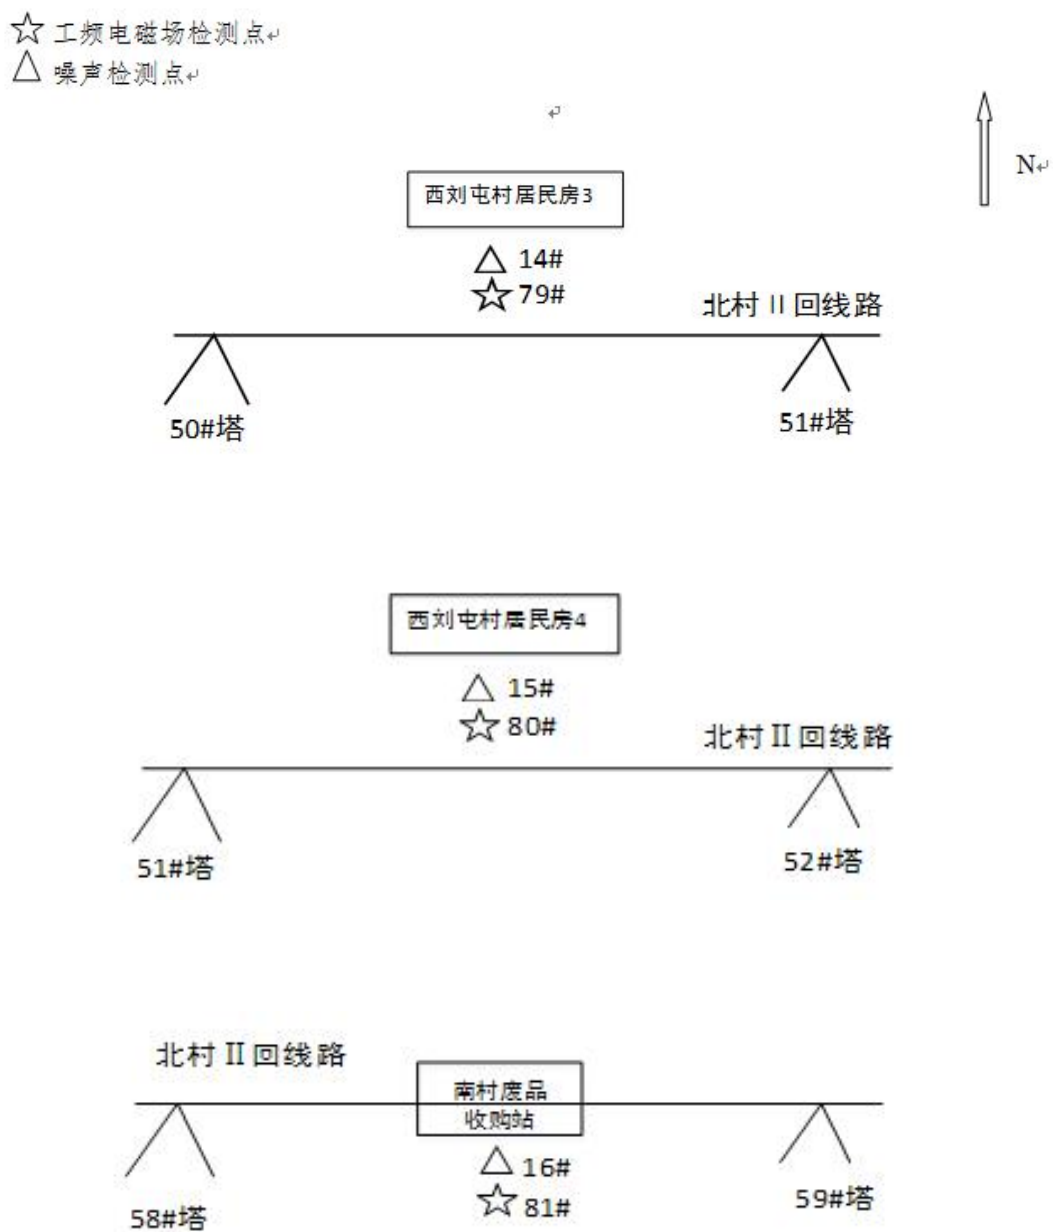 工频电磁场检测点
噪声检测点
N
西刘屯村居民房3
14#
79#
北村 II 回线路
50#塔
51#塔
西刘屯村居民房4
15#
80#
北村 II 回线路
51#塔
52#塔
北村 II 回线路
南村废品
收购站
16#
81#
58#塔
59#塔